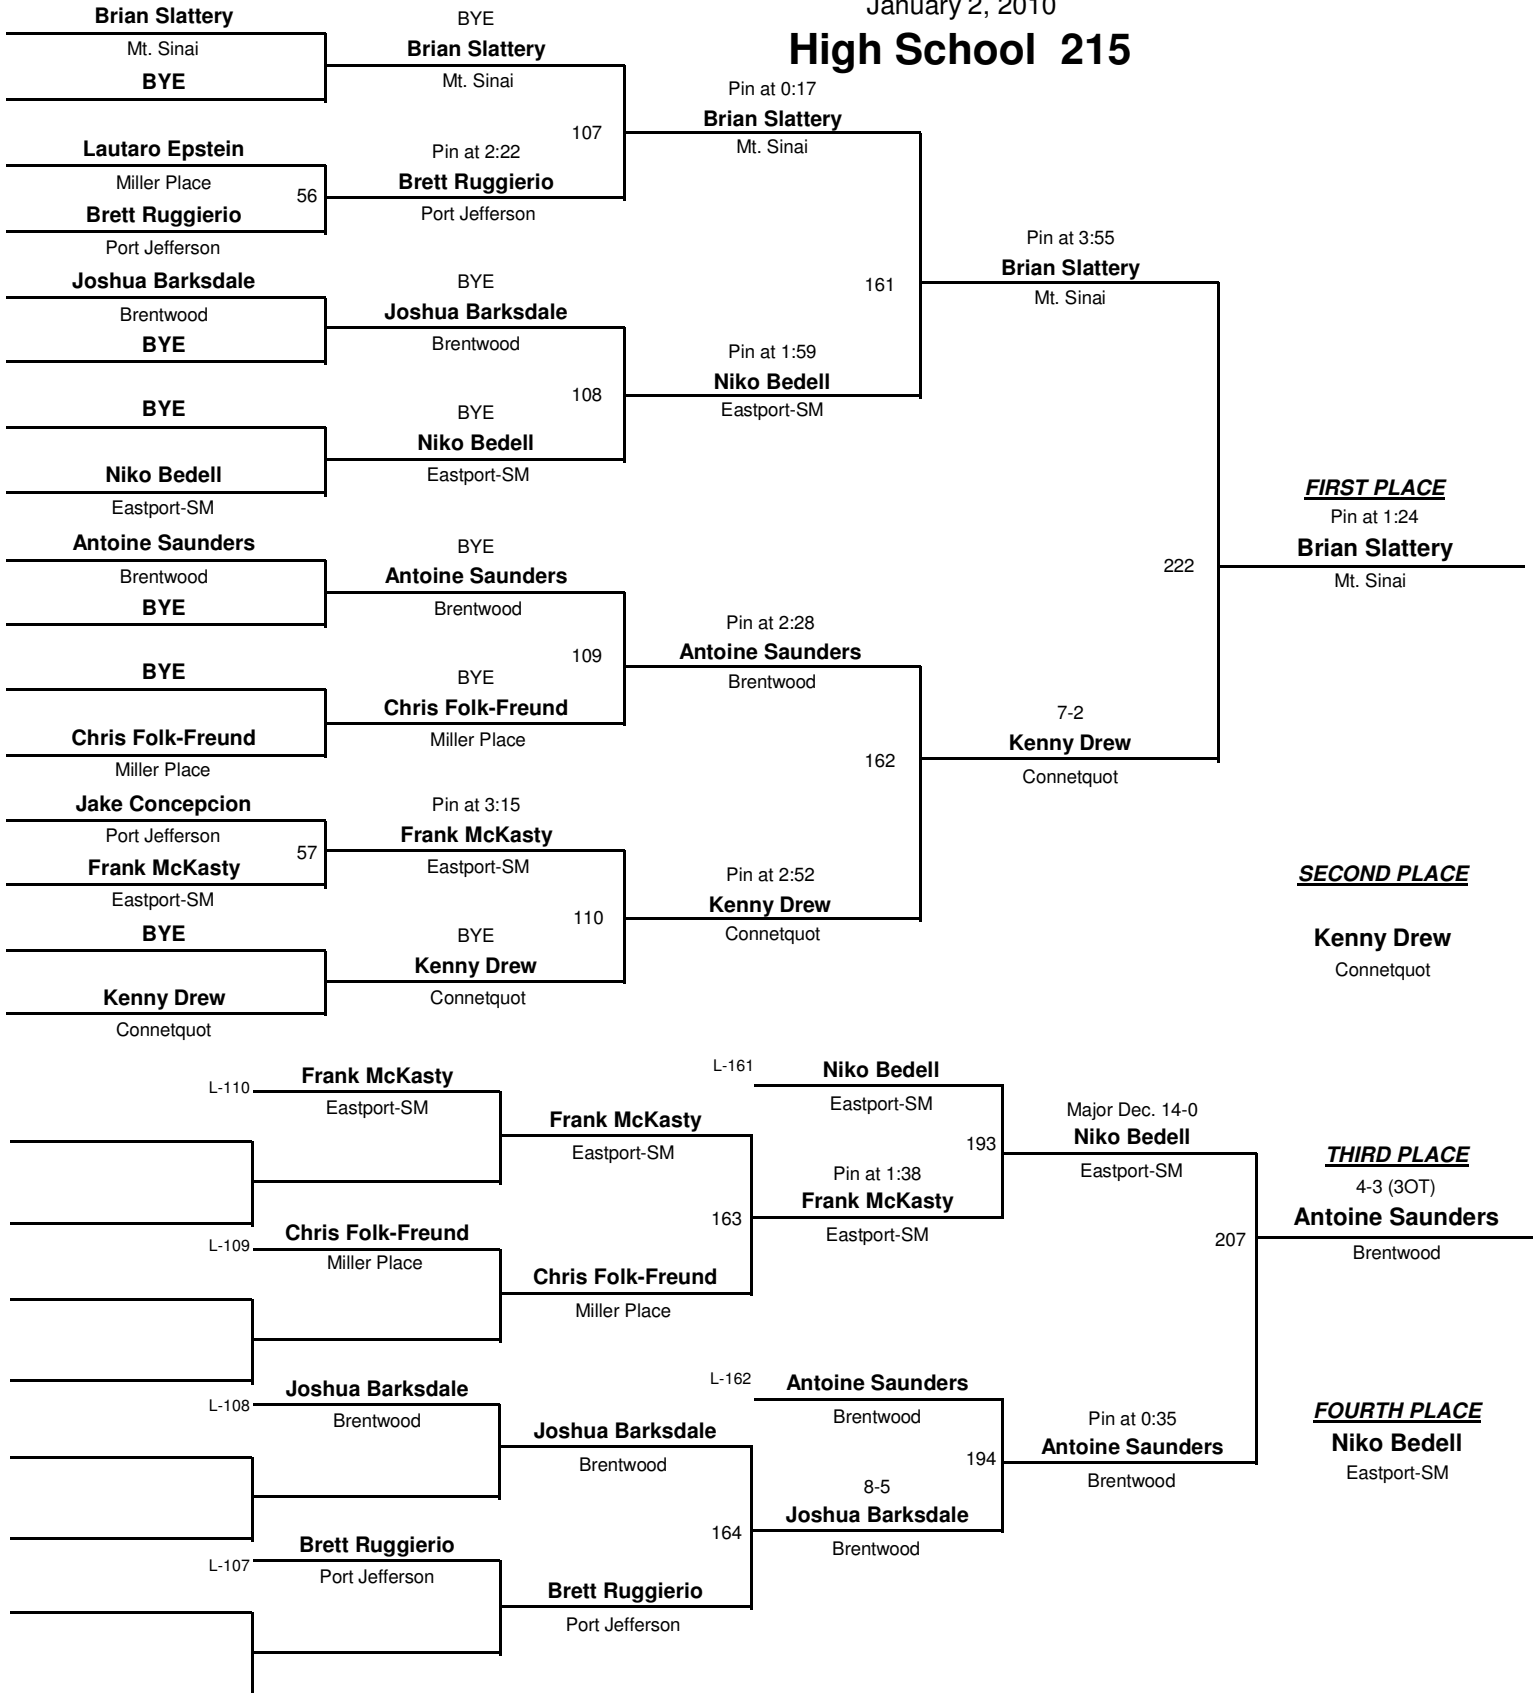 January 2, 2010
High School 215
Brian Slattery
Mt. Sinai
BYE
Lautaro Epstein
Miller Place
56
Brett Ruggierio
Port Jefferson
Joshua Barksdale
Brentwood
BYE
BYE
Niko Bedell
Eastport-SM
Antoine Saunders
Brentwood
BYE
BYE
Chris Folk-Freund
Miller Place
Jake Concepcion
Port Jefferson
57
Frank McKasty
Eastport-SM
BYE
Kenny Drew
Connetquot
BYE
Brian Slattery
Mt. Sinai
107
Pin at 2:22
Brett Ruggierio
Port Jefferson
BYE
Joshua Barksdale
Brentwood
108
BYE
Niko Bedell
Eastport-SM
BYE
Antoine Saunders
Brentwood
109
BYE
Chris Folk-Freund
Miller Place
Pin at 3:15
Frank McKasty
Eastport-SM
110
BYE
Kenny Drew
Connetquot
Pin at 0:17
Brian Slattery
Mt. Sinai
161
Pin at 1:59
Niko Bedell
Eastport-SM
Pin at 2:28
Antoine Saunders
Brentwood
162
Pin at 2:52
Kenny Drew
Connetquot
Pin at 3:55
Brian Slattery
Mt. Sinai
222
7-2
Kenny Drew
Connetquot
FIRST PLACE
Pin at 1:24
Brian Slattery
Mt. Sinai
SECOND PLACE
Kenny Drew
Connetquot
L-110
Frank McKasty
Eastport-SM
L-109
Chris Folk-Freund
Miller Place
L-108
Joshua Barksdale
Brentwood
L-107
Brett Ruggierio
Port Jefferson
Frank McKasty
Eastport-SM
163
Chris Folk-Freund
Miller Place
Joshua Barksdale
Brentwood
164
Brett Ruggierio
Port Jefferson
L-161
Niko Bedell
Eastport-SM
193
Pin at 1:38
Frank McKasty
Eastport-SM
L-162
Antoine Saunders
Brentwood
194
8-5
Joshua Barksdale
Brentwood
Major Dec. 14-0
Niko Bedell
Eastport-SM
207
Pin at 0:35
Antoine Saunders
Brentwood
THIRD PLACE
4-3 (3OT)
Antoine Saunders
Brentwood
FOURTH PLACE
Niko Bedell
Eastport-SM